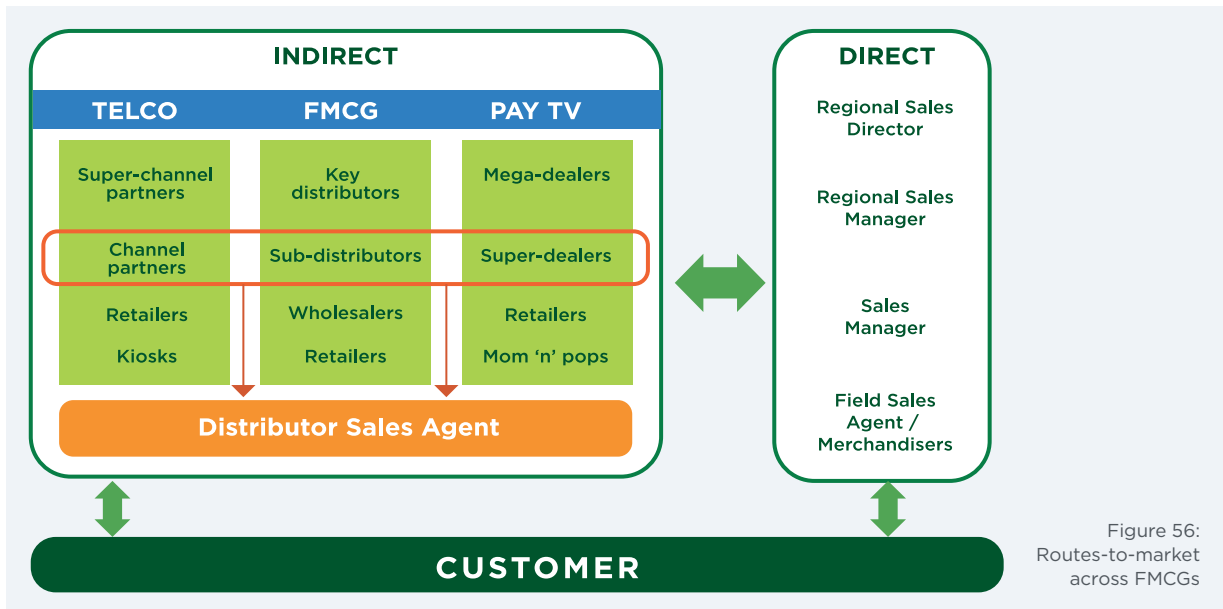 INDIRECT
TELCO
FMCG
PAY TV
Super-channel
partners
Key
distributors
Mega-dealers
Channel
partners
Sub-distributors
Super-dealers
Retailers
Wholesalers
Retailers
Kiosks
Retailers
Mom ‘n’ pops
Distributor Sales Agent
DIRECT
Regional Sales
Director
Regional Sales
Manager
Sales
Manager
Field Sales
Agent /
Merchandisers
CUSTOMER
Figure 56:
Routes-to-market
across FMCGs